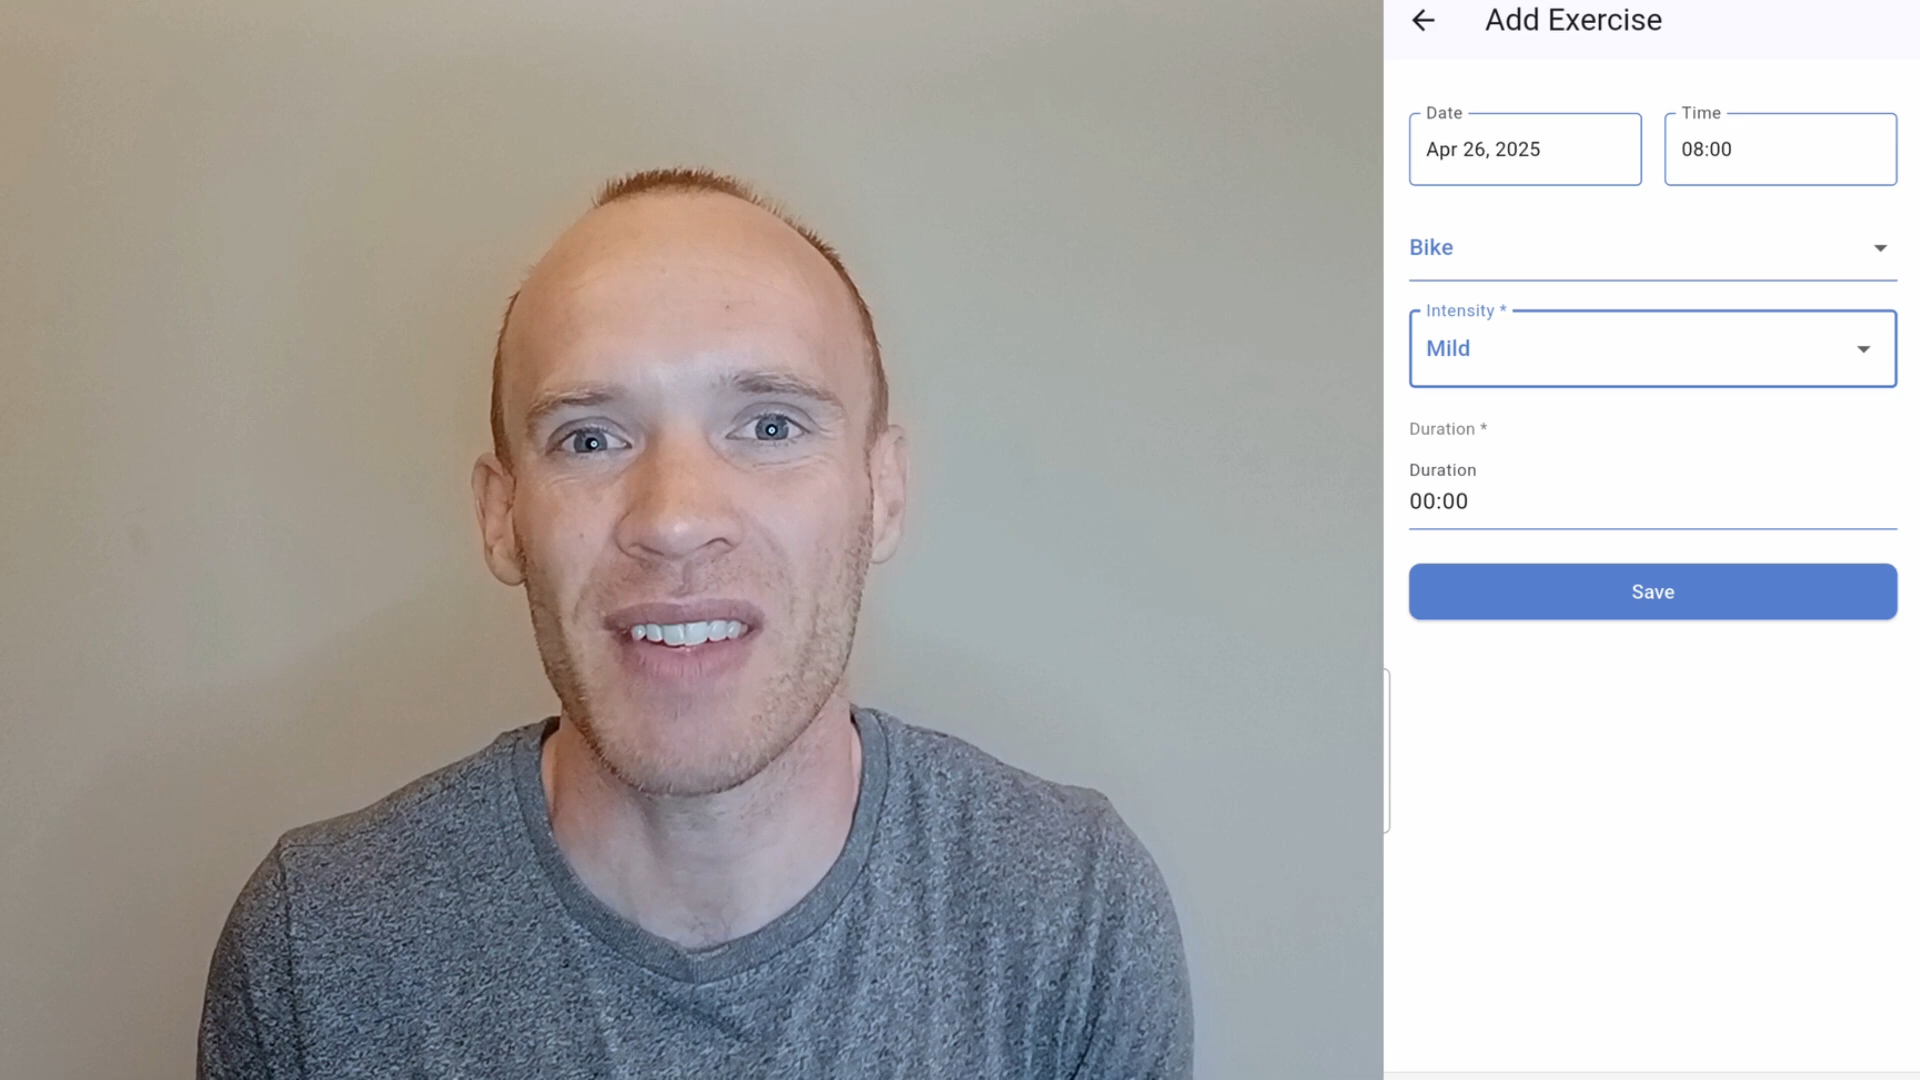 Add Exercise
Date
Time
Apr 26, 2025
08:00
Bike
Intensity *
Mild
Duration *
Duration
00:00
Save